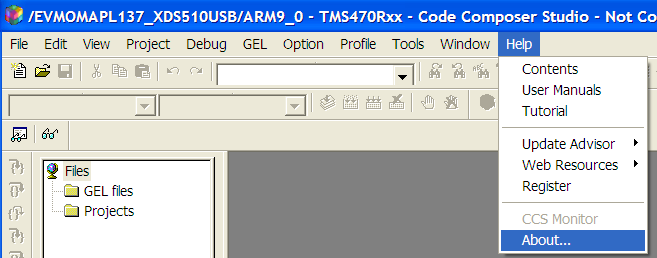 /EVMOMAPL137_XDS510USB/ARM9_0 - TMS470Rxx - Code Composer Studio - Not Co
File Edit View Project Debug GEL Option Profile Tools Window Help
Contents
User Manuals
Tutorial
Update Advisor
Web Resources
Register
CCS Monitor
About...
Files
GEL files
Projects